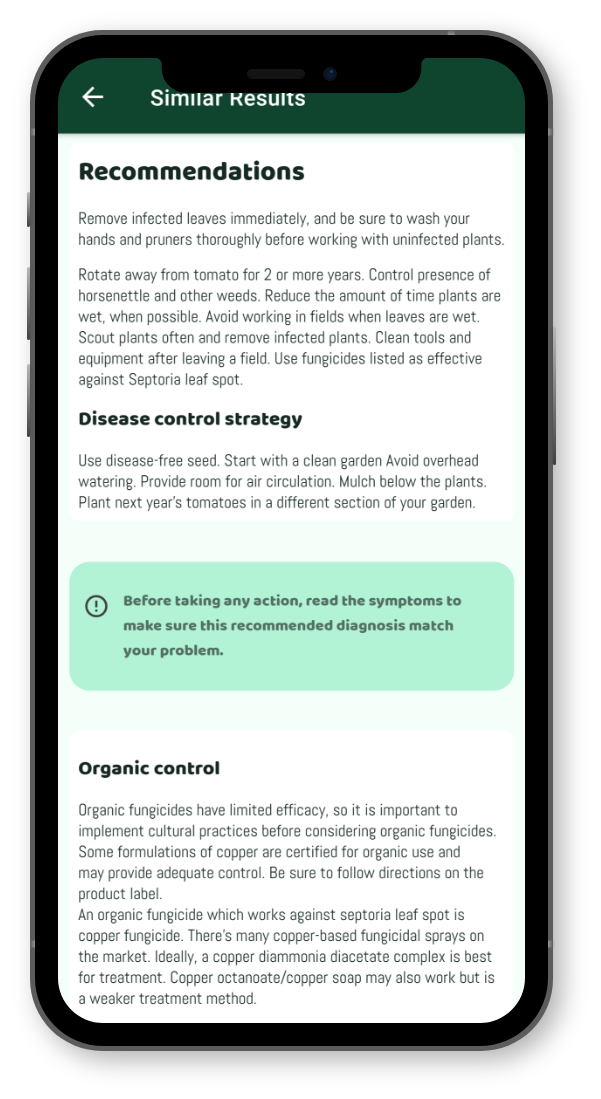 Similar Results
Recommendations
Remove infected leaves immediately, and be sure to wash your
hands and pruners thoroughly before working with uninfected plants.
Rotate away from tomato for 2 or more years. Control presence of
horsenettle and other weeds. Reduce the amount of time plants are
wet, when possible. Avoid working in fields when leaves are wet.
Scout plants often and remove infected plants. Clean tools and
equipment after leaving a field. Use fungicides listed as effective
against Septoria leaf spot.
Disease control strategy
Use disease-free seed. Start with a clean garden Avoid overhead
watering. Provide room for air circulation. Mulch below the plants.
Plant next year's tomatoes in a different section of your garden.
Before taking any action, read the symptoms to
make sure this recommended diagnosis match
your problem.
Organic control
Organic fungicides have limited efficacy, so it is important to
implement cultural practices before considering organic fungicides.
Some formulations of copper are certified for organic use and
may provide adequate control. Be sure to follow directions on the
product label.
An organic fungicide which works against septoria leaf spot is
copper fungicide. There's many copper-based fungicidal sprays on
the market. Ideally, a copper diammonia diacetate complex is best
for treatment. Copper octanoate/copper soap may also work but is
a weaker treatment method.